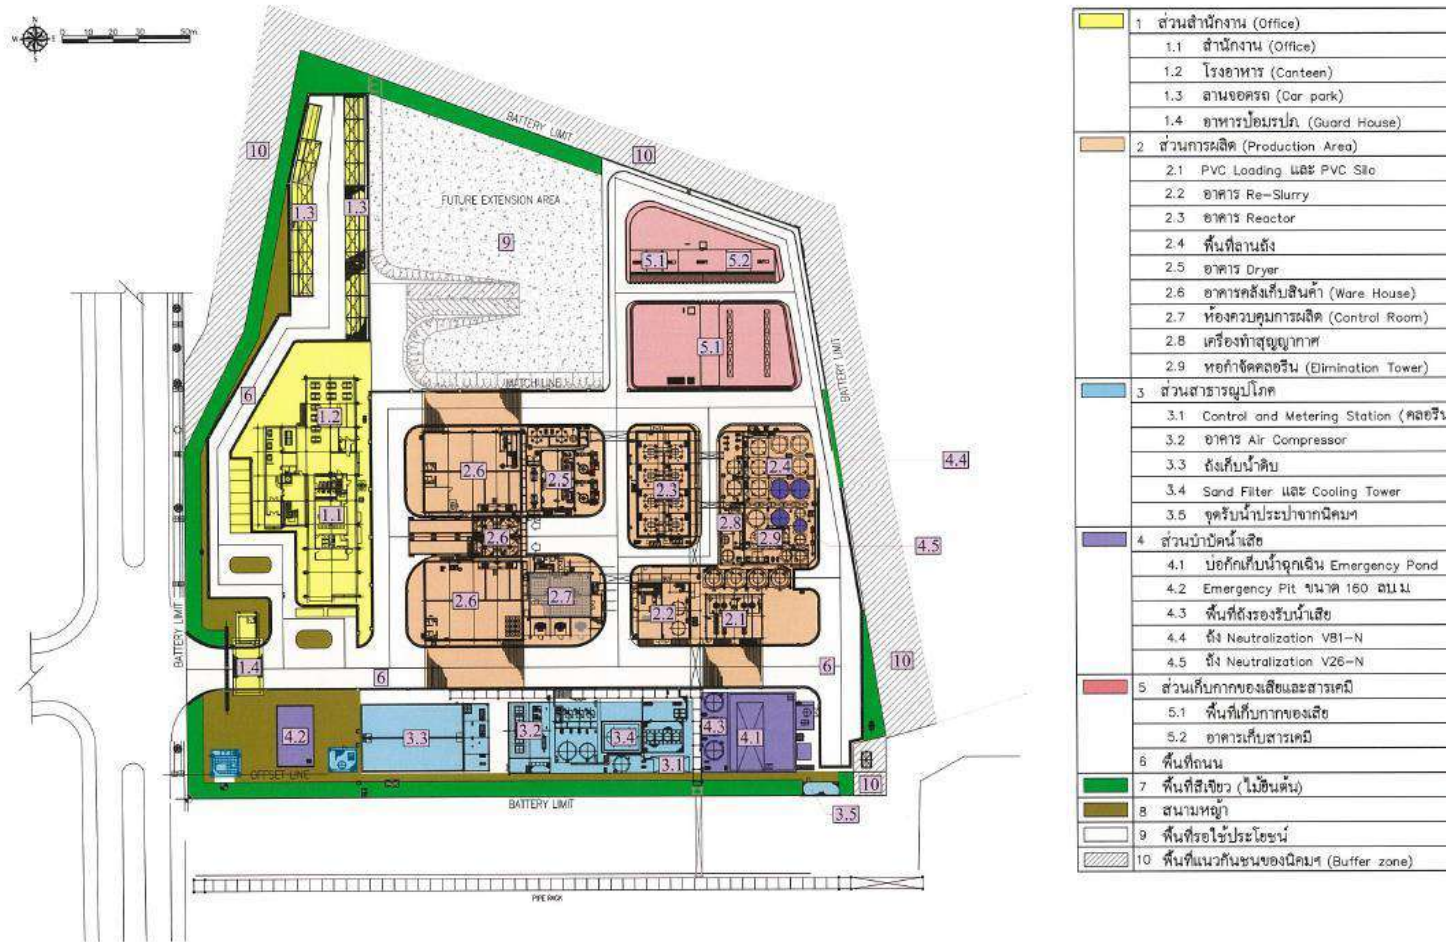 N
W E
S
0 10 20 30 50m
BATTERY LIMIT
10
10
1.3
1.3
FUTURE EXTENSION AREA
9
5.1
5.2
5.1
BATTERY LIMIT
MATCH LINE
6
1.2
1.1
2.6
2.5
2.3
2.4
4.4
2.6
2.8
2.9
4.5
2.6
2.7
2.2
2.1
BATTERY LIMIT
1.4
6
6
10
4.2
3.3
3.2
3.4
3.1
4.3
4.1
OFFSET LINE
10
BATTERY LIMIT
3.5
PIPE RACK
1 ส่วนสำนักงาน (Office)
1.1 สำนักงาน (Office)
1.2 โรงอาหาร (Canteen)
1.3 ลานจอดรถ (Car park)
1.4 อาหารป้อมรปภ. (Guard House)
2 ส่วนการผลิต (Production Area)
2.1 PVC Loading และ PVC Silo
2.2 อาคาร Re-Slurry
2.3 อาคาร Reactor
2.4 พื้นที่ลานถัง
2.5 อาคาร Dryer
2.6 อาคารคลังเก็บสินค้า (Ware House)
2.7 ห้องควบคุมการผลิต (Control Room)
2.8 เครื่องทำสุญญากาศ
2.9 หอกำจัดคลอรีน (Elimination Tower)
3 ส่วนสาธารณูปโภค
3.1 Control and Metering Station (คลอรีน
3.2 อาคาร Air Compressor
3.3 ถังเก็บน้ำดิบ
3.4 Sand Filter และ Cooling Tower
3.5 จุดรับน้ำประปาจากนิคมฯ
4 ส่วนบำบัดน้ำเสีย
4.1 บ่อกักเก็บน้ำฉุกเฉิน Emergency Pond
4.2 Emergency Pit ขนาด 160 ลบ.ม.
4.3 พื้นที่ถังรองรับน้ำเสีย
4.4 ถัง Neutralization V81-N
4.5 ถัง Neutralization V26-N
5 ส่วนเก็บกากของเสียและสารเคมี
5.1 พื้นที่เก็บกากของเสีย
5.2 อาคารเก็บสารเคมี
6 พื้นที่ถนน
7 พื้นที่สีเขียว (ไม้ยืนต้น)
8 สนามหญ้า
9 พื้นที่รอใช้ประโยชน์
10 พื้นที่แนวกันชนของนิคมฯ (Buffer zone)